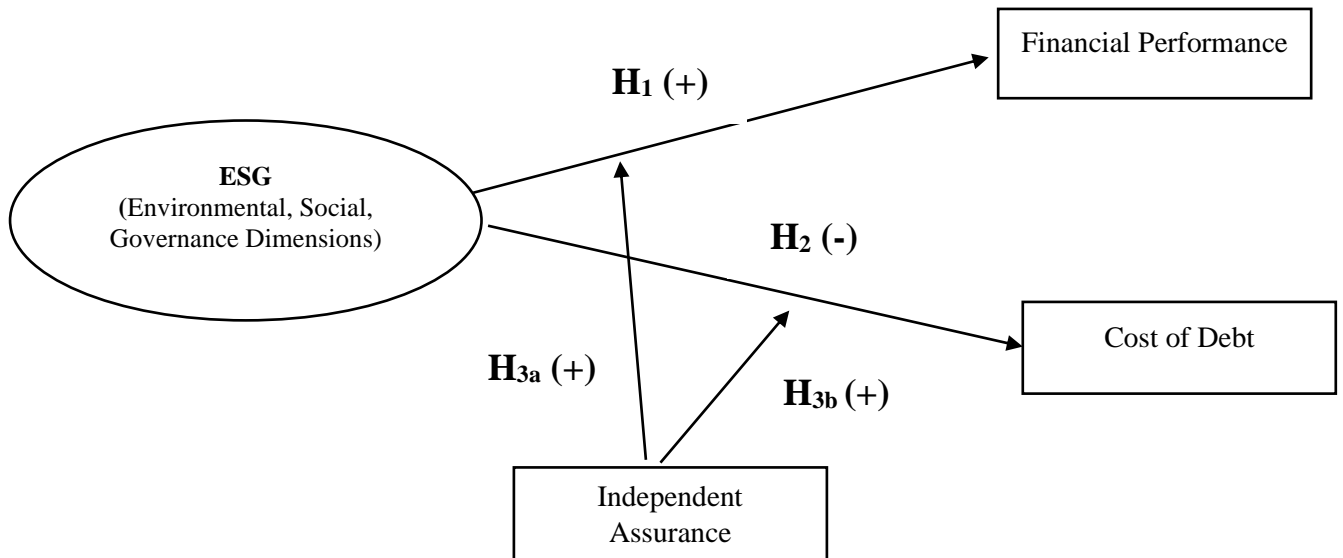 Financial Performance
H1 (+)
ESG
(Environmental, Social,
Governance Dimensions)
H2 (-)
Cost of Debt
H3a (+)
H3b (+)
Independent
Assurance